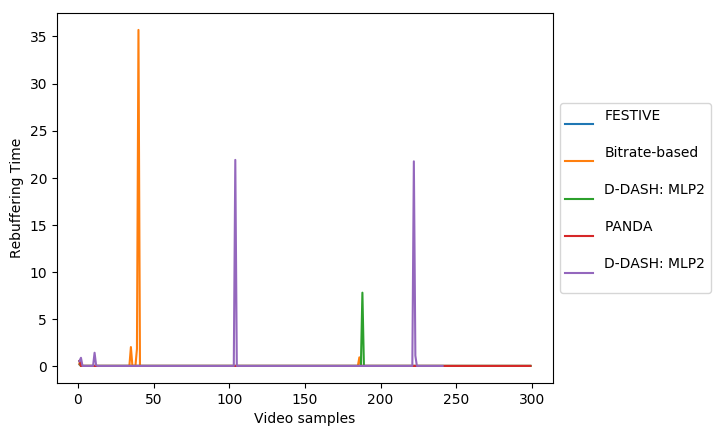 35
30
25
20
15
10
5
0
Rebuffering Time
0 50 100 150 200 250 300
Video samples
FESTIVE
Bitrate-based
D-DASH: MLP2
PANDA
D-DASH: MLP2